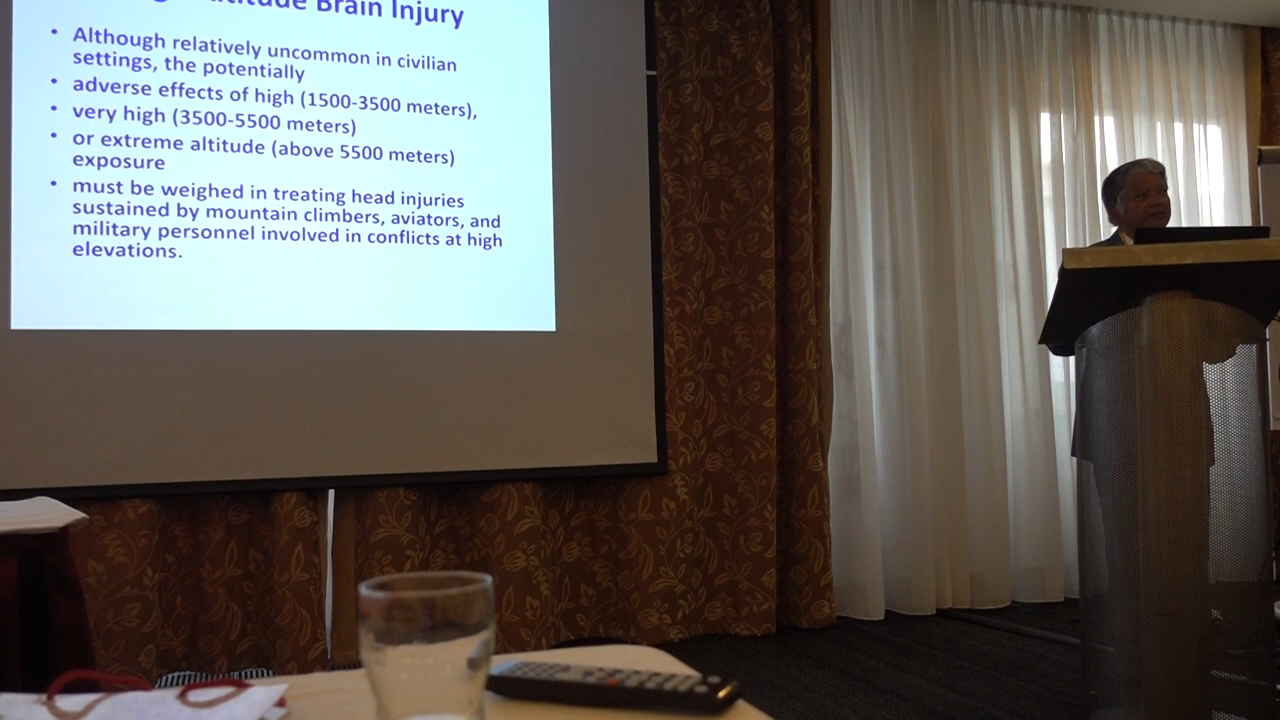 Brain Injury
• Although relatively uncommon in civilian
settings, the potentially
• adverse effects of high (1500-3500 meters),
• very high (3500-5500 meters)
• or extreme altitude (above 5500 meters)
exposure
• must be weighed in treating head injuries
sustained by mountain climbers, aviators, and
military personnel involved in conflicts at high
elevations.